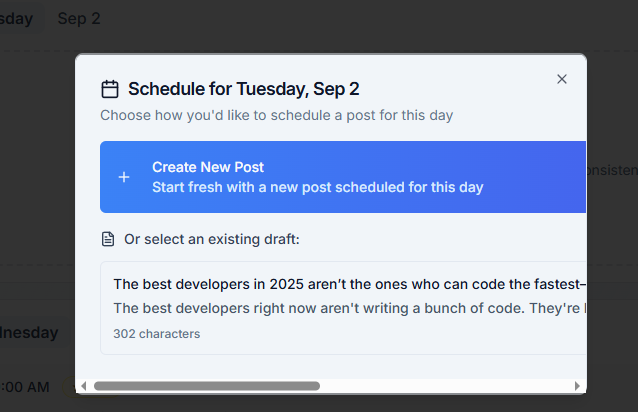 sday Sep 2
Schedule for Tuesday, Sep 2
Choose how you'd like to schedule a post for this day
Create New Post
Start fresh with a new post scheduled for this day
onsisten
Or select an existing draft:
The best developers in 2025 aren’t the ones who can code the fastest—
The best developers right now aren't writing a bunch of code. They're
302 characters
dnesday
:00 AM